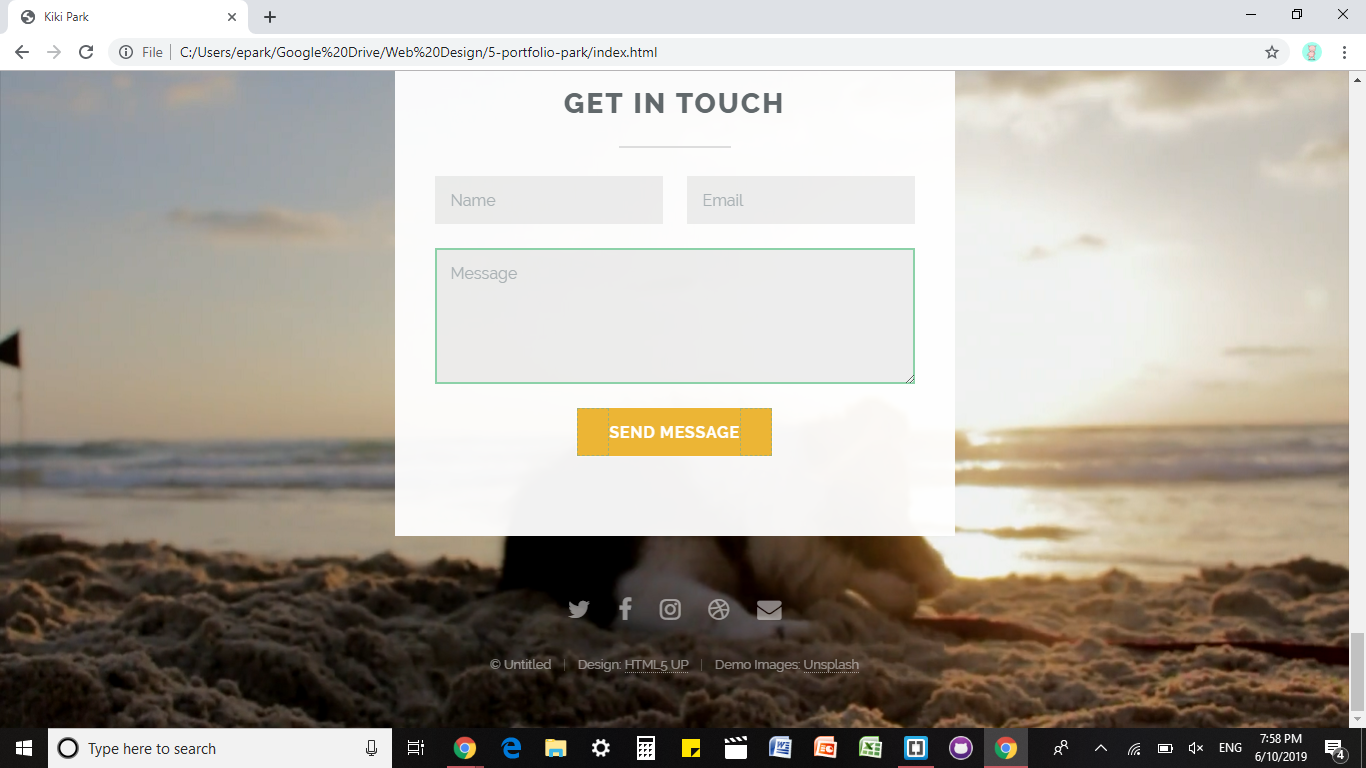 Kiki Park
File
C:/Users/epark/Google%20Drive/Web%20Design/5-portfolio-park/index.html
GET IN TOUCH
Name Email
Message
SEND MESSAGE
© Untitled | Design: HTML5 UP | Demo Images: Unsplash
Type here to search
ENG
7:58 PM
6/10/2019
4